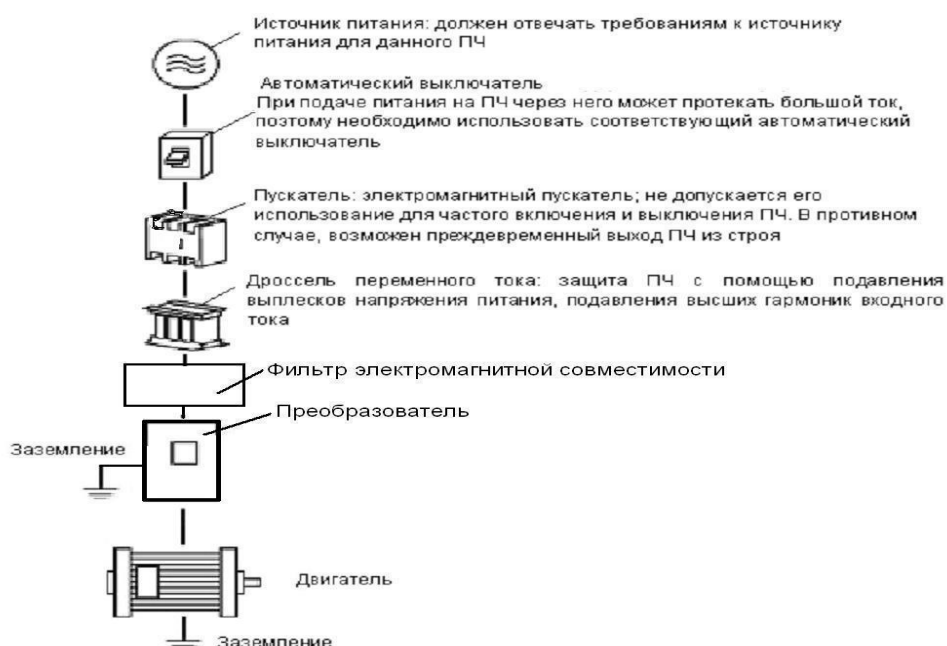 Источник питания: должен отвечать требованиям к источнику
питания для данного ПЧ
Автоматический выключатель
При подаче питания на ПЧ через него может протекать большой ток,
поэтому необходимо использовать соответствующий автоматический
выключатель
Пускатель: электромагнитный пускатель; не допускается его
использование для частого включения и выключения ПЧ. В противном
случае, возможен преждевременный выход ПЧ из строя
Дроссель переменного тока: защита ПЧ с помощью подавления
выплесков напряжения питания, подавления высших гармоник входного
тока
Фильтр электромагнитной совместимости
Преобразователь
Заземление
Двигатель
Заземление